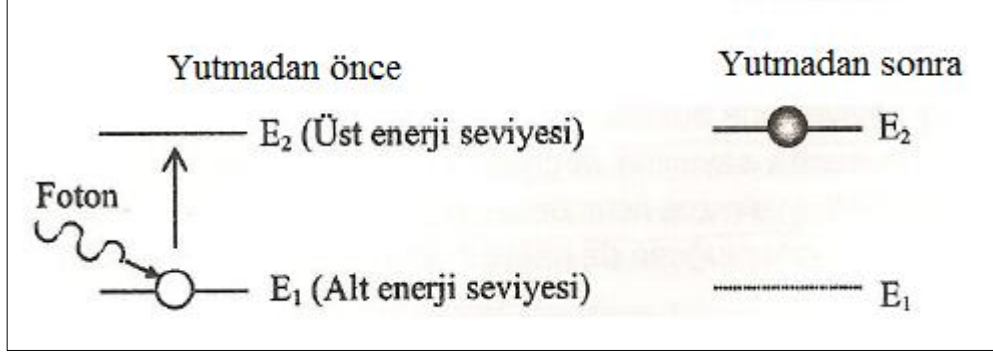 Yutmadan önce
Yutmadan sonra
E₂ (Üst enerji seviyesi)
E₂
Foton
E₁ (Alt enerji seviyesi)
E₁